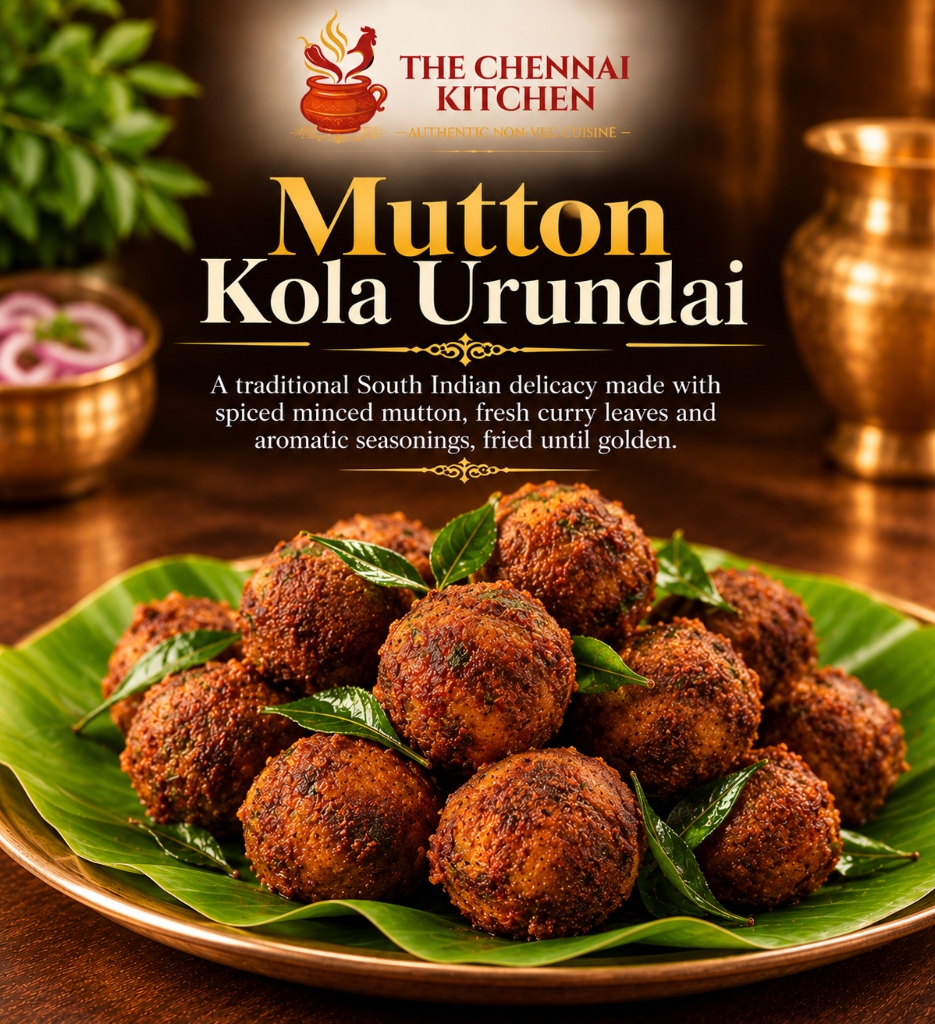 THE CHENNAI
KITCHEN
AUTHENTIC NON-VEG CUISINE
Mutton
Kola Urundai
A traditional South Indian delicacy made with
spiced minced mutton, fresh curry leaves and
aromatic seasonings, fried until golden.